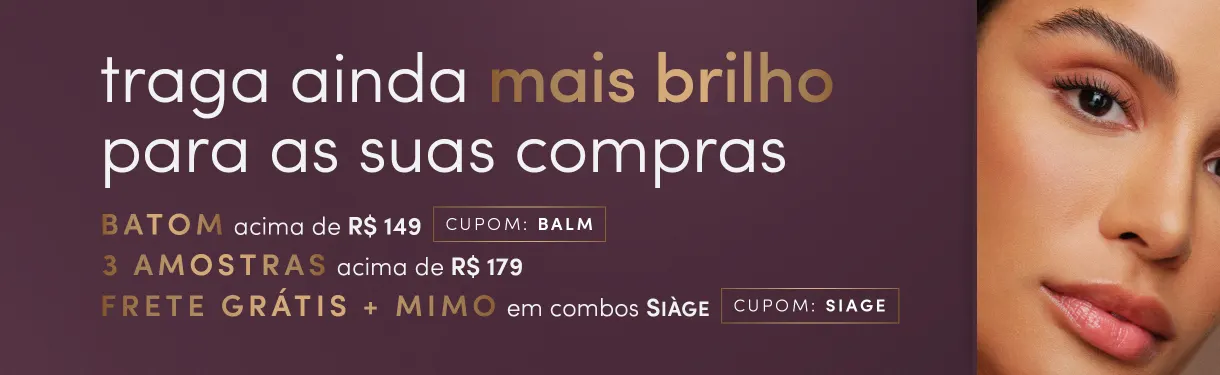 traga ainda mais brilho
para as suas compras
BATOM acima de R$ 149 CUPOM: BALM
3 AMOSTRAS acima de R$ 179
FRETE GRÁTIS + MIMO em combos SIÀGE CUPOM: SIAGE